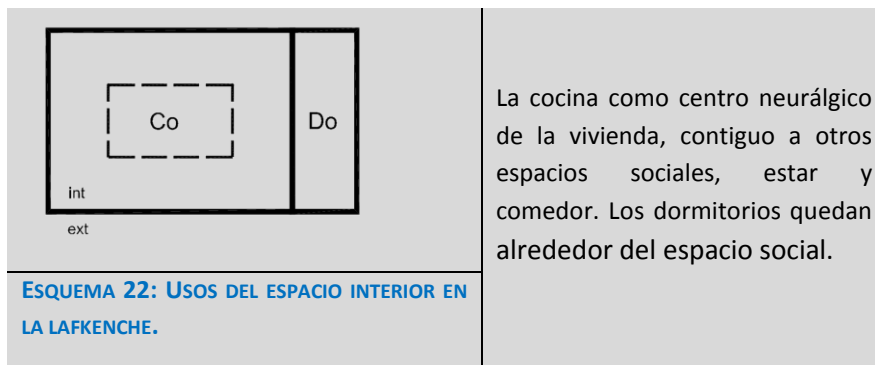 Co
Do
int
ext
ESQUEMA 22: USOS DEL ESPACIO INTERIOR EN
LA LAFKENCHE.
La cocina como centro neurálgico
de la vivienda, contiguo a otros
espacios sociales, estar y
comedor. Los dormitorios quedan
alrededor del espacio social.